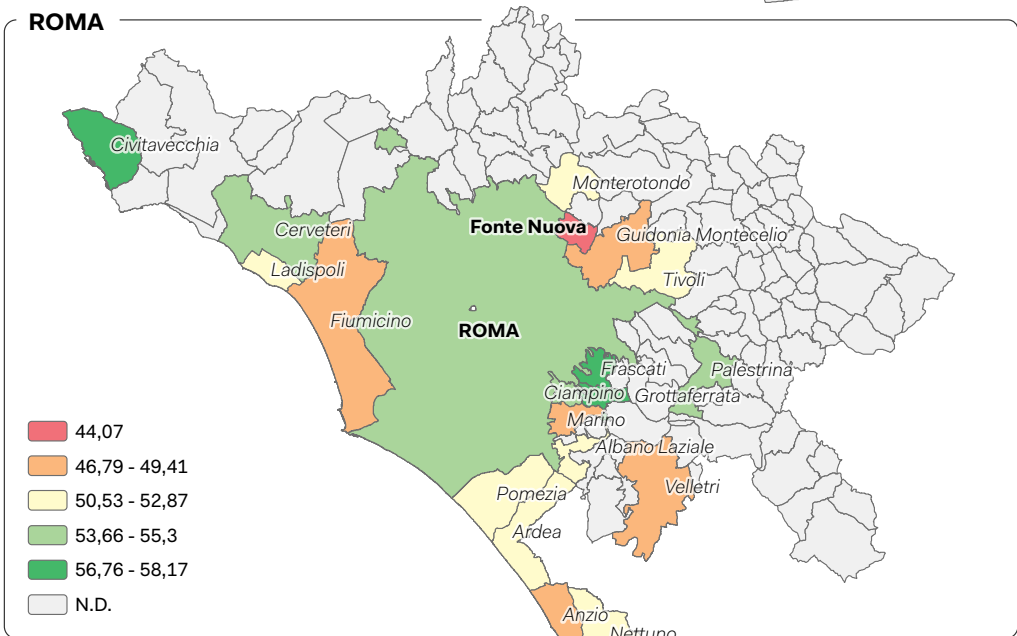 ROMA
Civitavecchia
Monterotondo
Fonte Nuova
Cerveteri
Guidonia Montecelio
Ladispoli
Tivoli
Fiumicino
ROMA
Frascati
Palestrina
Ciampino
Grottaferrata
Marino
Albano Laziale
Velletri
Pomezia
Ardea
Anzio
Nettuno
44,07
46,79 - 49,41
50,53 - 52,87
53,66 - 55,3
56,76 - 58,17
N.D.